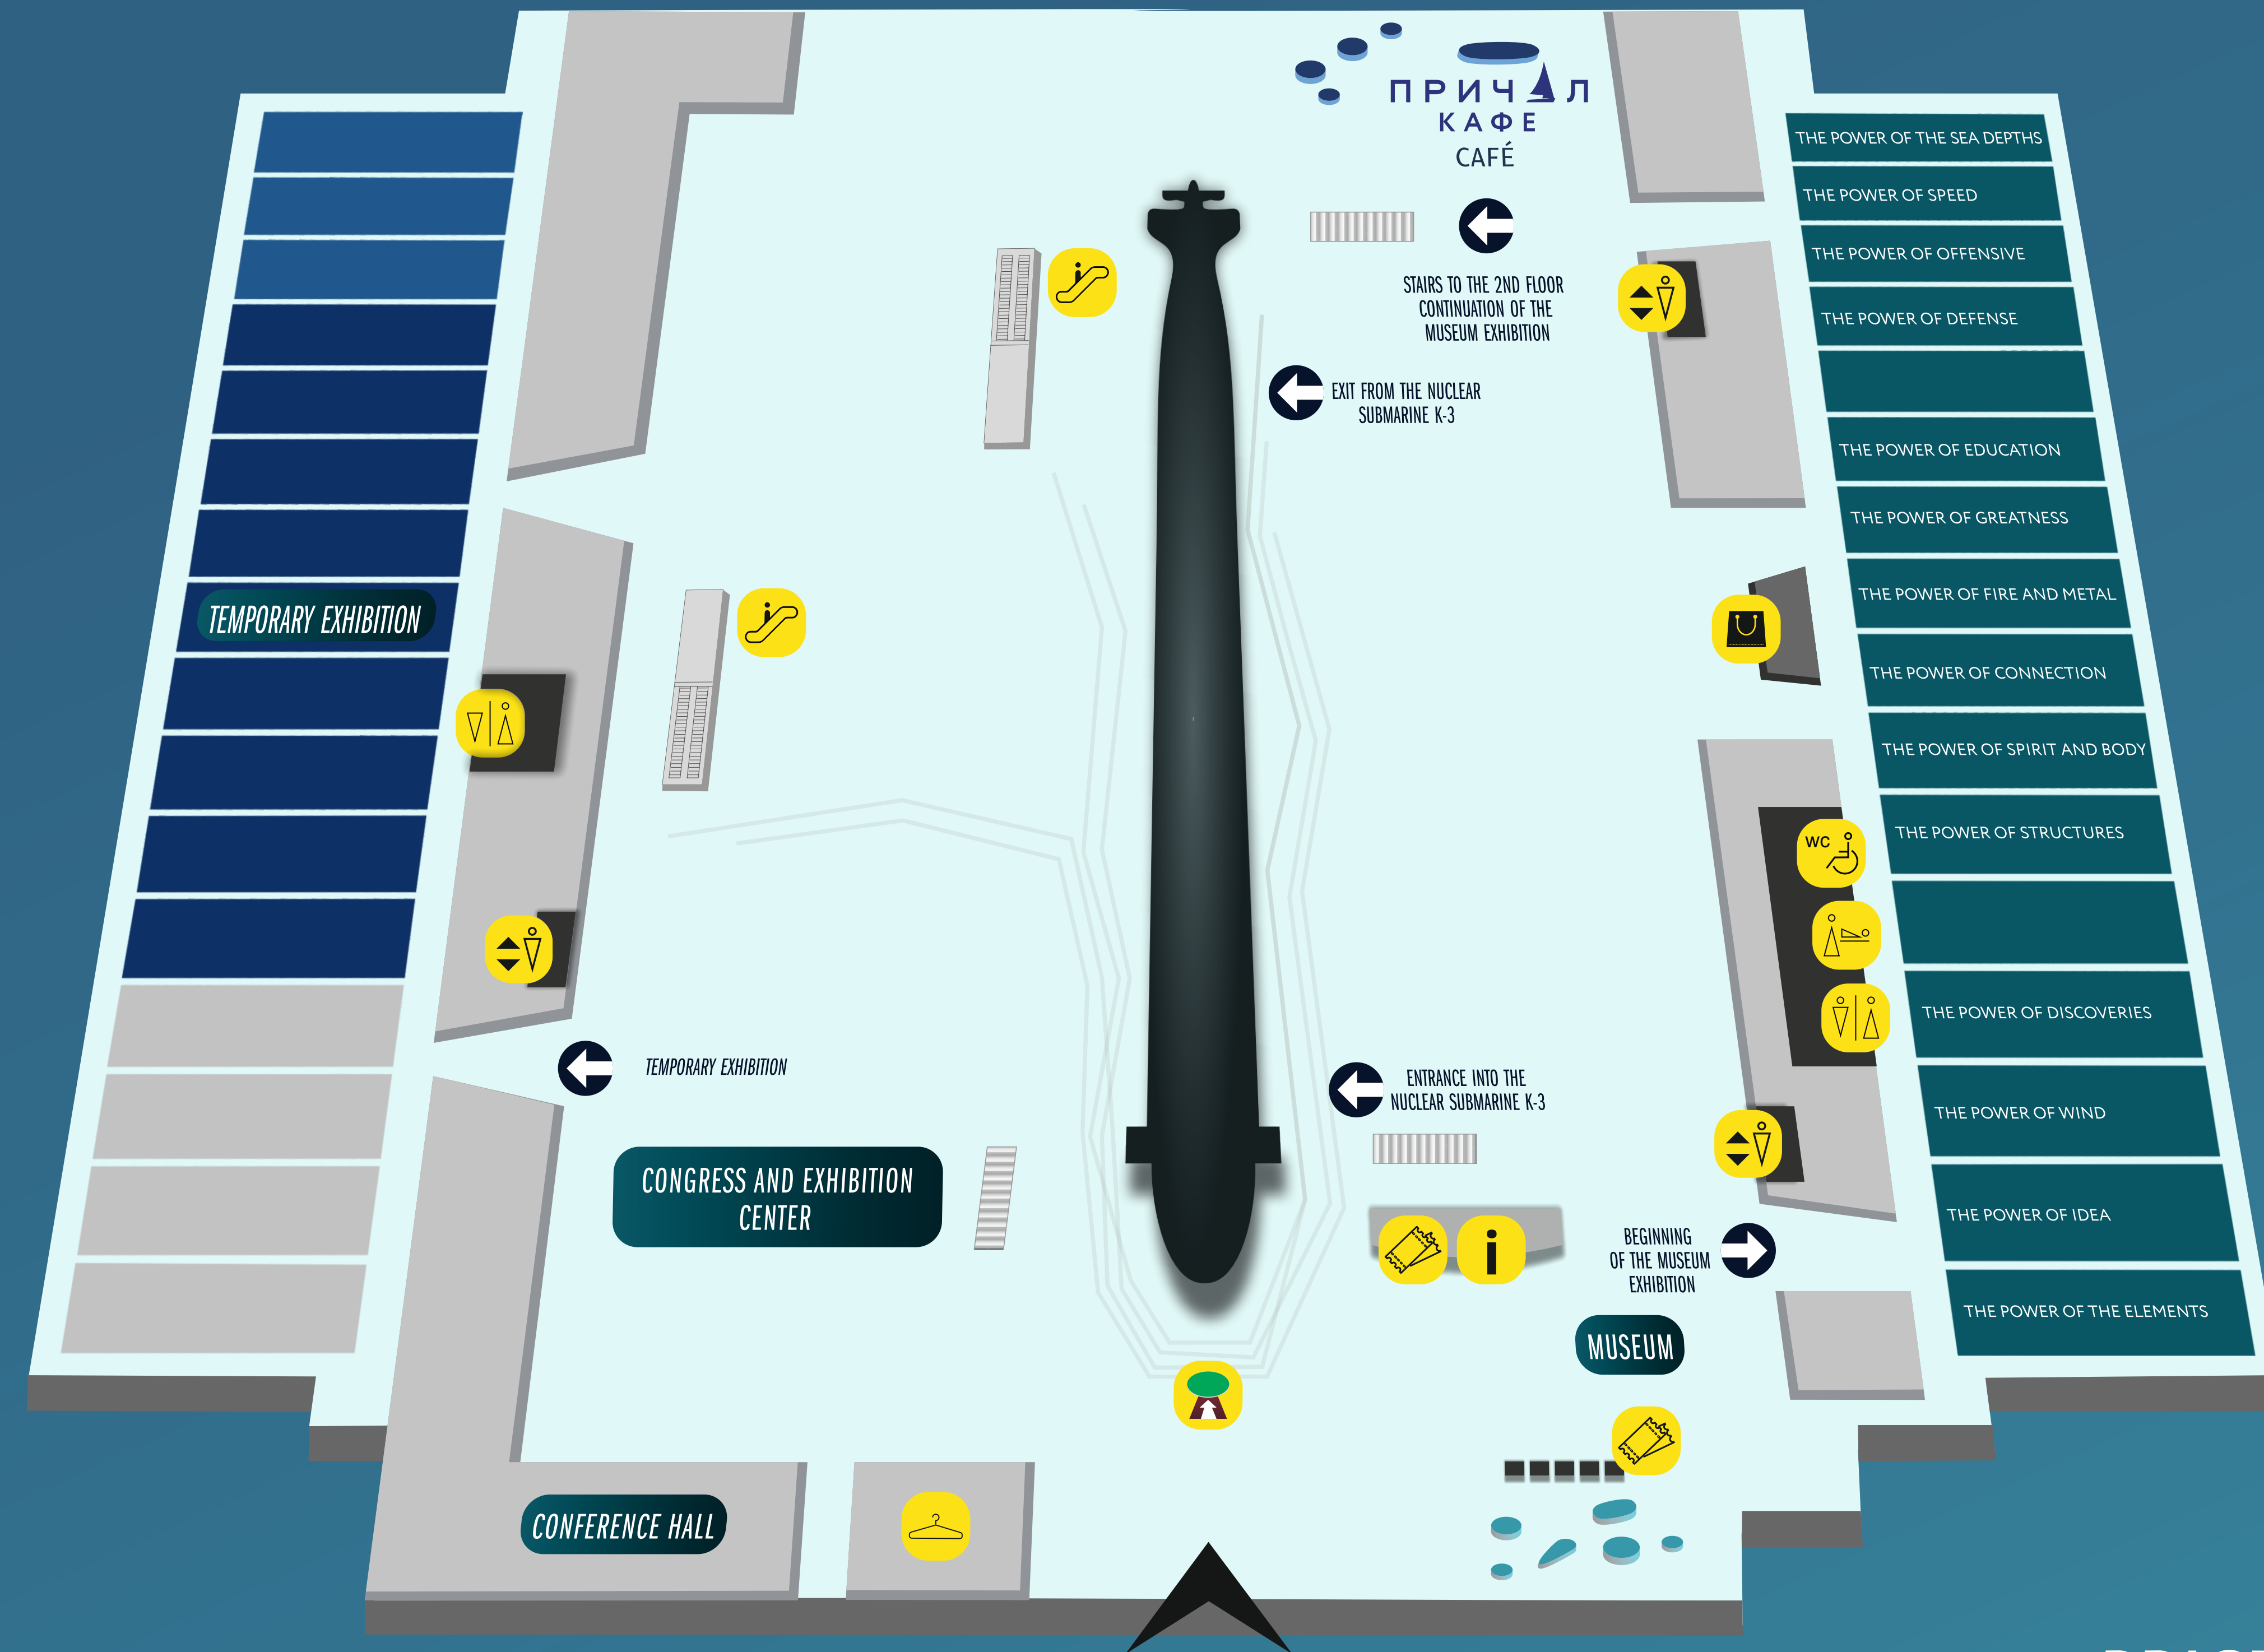 ПРИЧАЛ
КАФЕ
CAFÉ
STAIRS TO THE 2ND FLOOR
CONTINUATION OF THE
MUSEUM EXHIBITION
EXIT FROM THE NUCLEAR
SUBMARINE K-3
TEMPORARY EXHIBITION
TEMPORARY EXHIBITION
ENTRANCE INTO THE
NUCLEAR SUBMARINE K-3
CONGRESS AND EXHIBITION
CENTER
i
BEGINNING
OF THE MUSEUM
EXHIBITION
MUSEUM
CONFERENCE HALL
WC
THE POWER OF THE SEA DEPTHS
THE POWER OF SPEED
THE POWER OF OFFENSIVE
THE POWER OF DEFENSE
THE POWER OF EDUCATION
THE POWER OF GREATNESS
THE POWER OF FIRE AND METAL
THE POWER OF CONNECTION
THE POWER OF SPIRIT AND BODY
THE POWER OF STRUCTURES
THE POWER OF DISCOVERIES
THE POWER OF WIND
THE POWER OF IDEA
THE POWER OF THE ELEMENTS